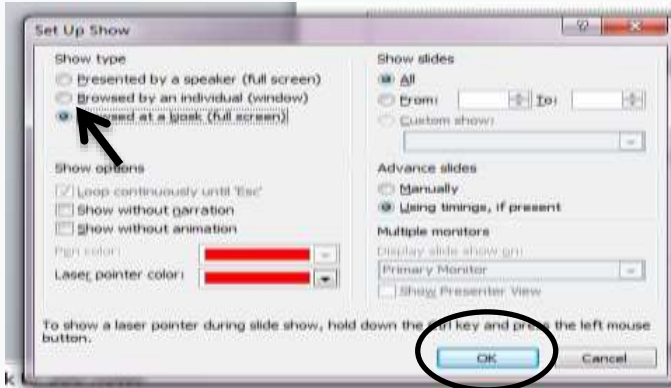 Set Up Show
Show type
Presented by a speaker (full screen)
Browsed by an individual (window)
Browsed at a kiosk (full screen)
Show options
Loop continuously until 'Esc'
Show without narration
Show without animation
Pen color:
Laser pointer color:
Show slides
All
From: To:
Custom show:
Advance slides
Manually
Using timings, if present
Multiple monitors
Display slide show on:
Primary Monitor
Show Presenter View
To show a laser pointer during slide show, hold down the Ctrl key and press the left mouse
button.
OK Cancel